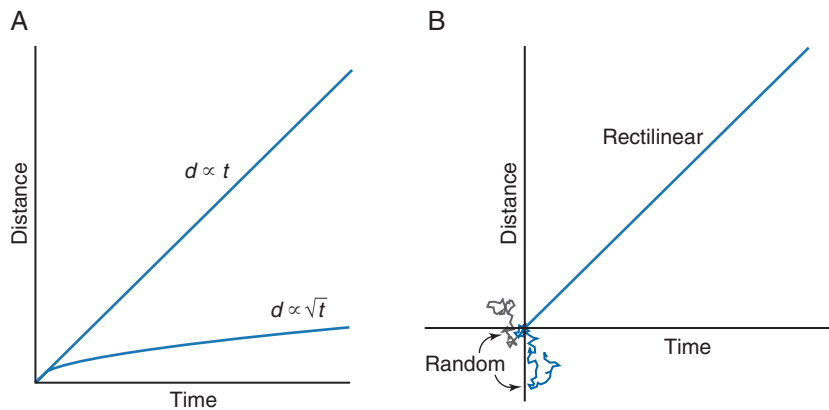 A
B
Distance
d ∝ t
d ∝ √t
Time
Distance
Rectilinear
Random
Time